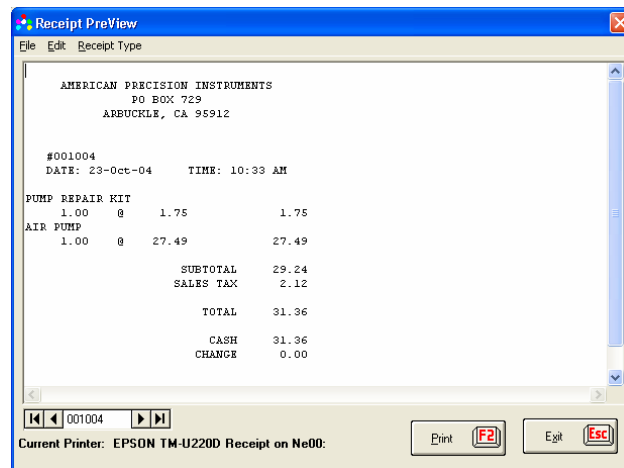 Receipt PreView
File Edit Receipt Type
AMERICAN PRECISION INSTRUMENTS
PO BOX 729
ARBUCKLE, CA 95912
#001004
DATE: 23-Oct-04 TIME: 10:33 AM
PUMP REPAIR KIT
1.00 @ 1.75 1.75
AIR PUMP
1.00 @ 27.49 27.49
SUBTOTAL 29.24
SALES TAX 2.12
TOTAL 31.36
CASH 31.36
CHANGE 0.00
001004
Current Printer: EPSON TM-U220D Receipt on Ne00:
Print F2
Exit Esc